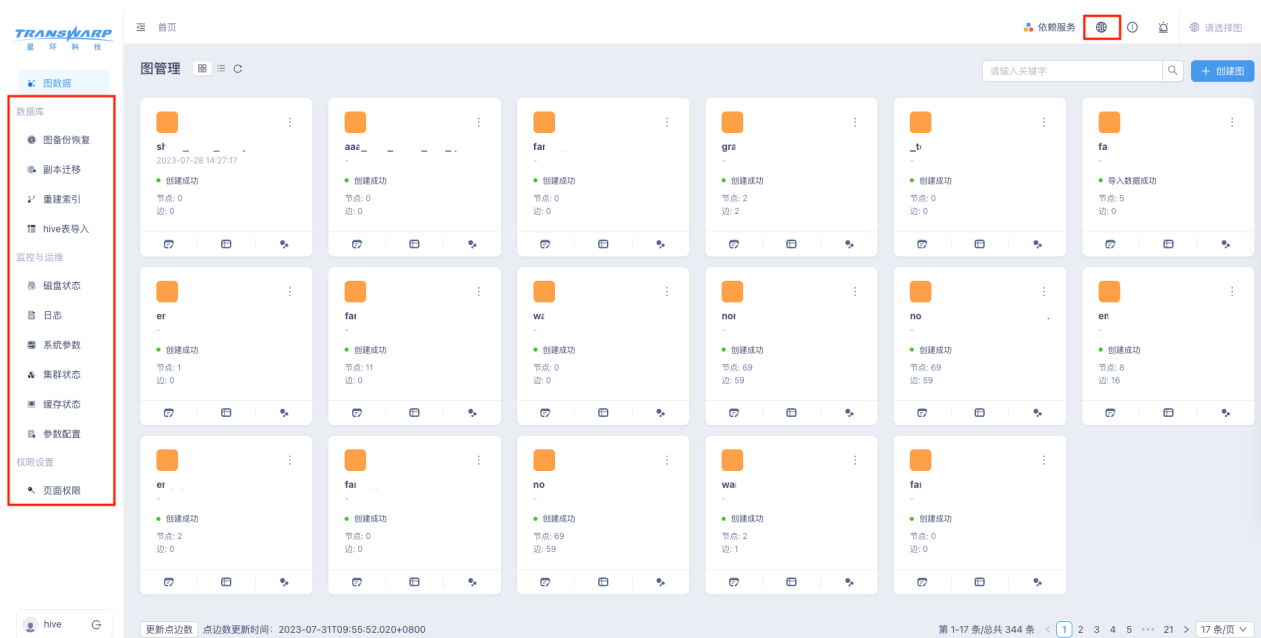 TRANSWARP
星 环 科 技
首页
依赖服务
请选择图
图数据
数据库
图备份恢复
副本迁移
重建索引
hive表导入
监控与运维
磁盘状态
日志
系统参数
集群状态
缓存状态
参数配置
权限设置
页面权限
hive
图管理
请输入关键字
+ 创建图
2023-07-28 14:27:17
创建成功
节点: 0
边: 0
aaa_
-
创建成功
节点: 0
边: 0
-
创建成功
节点: 0
边: 0
gra
-
创建成功
节点: 2
边: 2
-
创建成功
节点: 0
边: 0
fa
-
导入数据成功
节点: 5
边: 0
er
-
创建成功
节点: 1
边: 0
-
创建成功
节点: 11
边: 0
-
创建成功
节点: 0
边: 0
-
创建成功
节点: 69
边: 59
no
-
创建成功
节点: 69
边: 59
en
-
创建成功
节点: 8
边: 16
er
-
创建成功
节点: 2
边: 0
-
创建成功
节点: 0
边: 0
no
-
创建成功
节点: 69
边: 59
-
创建成功
节点: 2
边: 1
-
创建成功
节点: 0
边: 0
更新点边数 点边数更新时间: 2023-07-31T09:55:52.020+0800
第 1-17 条/总共 344 条 < 1 2 3 4 5 ··· 21 > 17 条/页